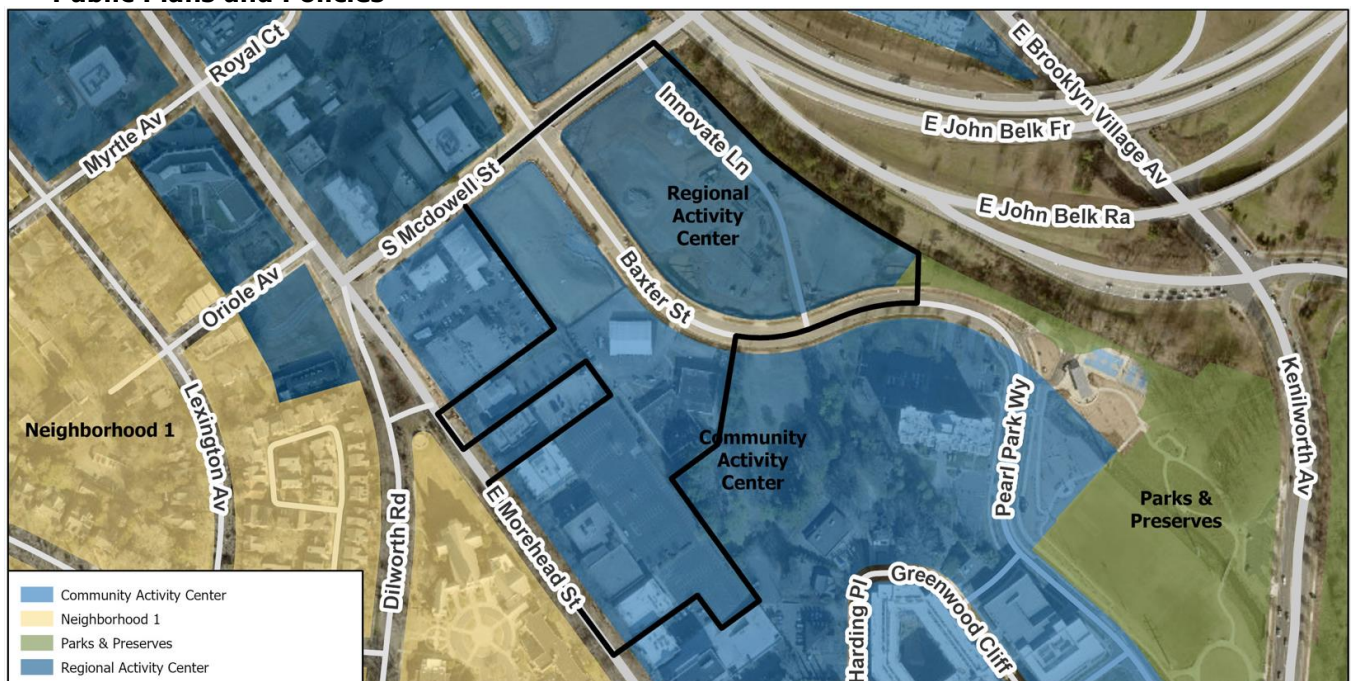 Public Plans and Policies
Royal Ct
Myrtle Av
S Mcdowell St
Oriole Av
Lexington Av
Neighborhood 1
Dilworth Rd
E Morehead St
Baxter St
Innovate Ln
Regional
Activity
Center
E Brooklyn Village Av
E John Belk Fr
E John Belk Ra
Kenilworth Av
Community
Activity
Center
Pearl Park Wy
Parks &
Preserves
Harding Pl
Greenwood Cliff
Community Activity Center
Neighborhood 1
Parks & Preserves
Regional Activity Center